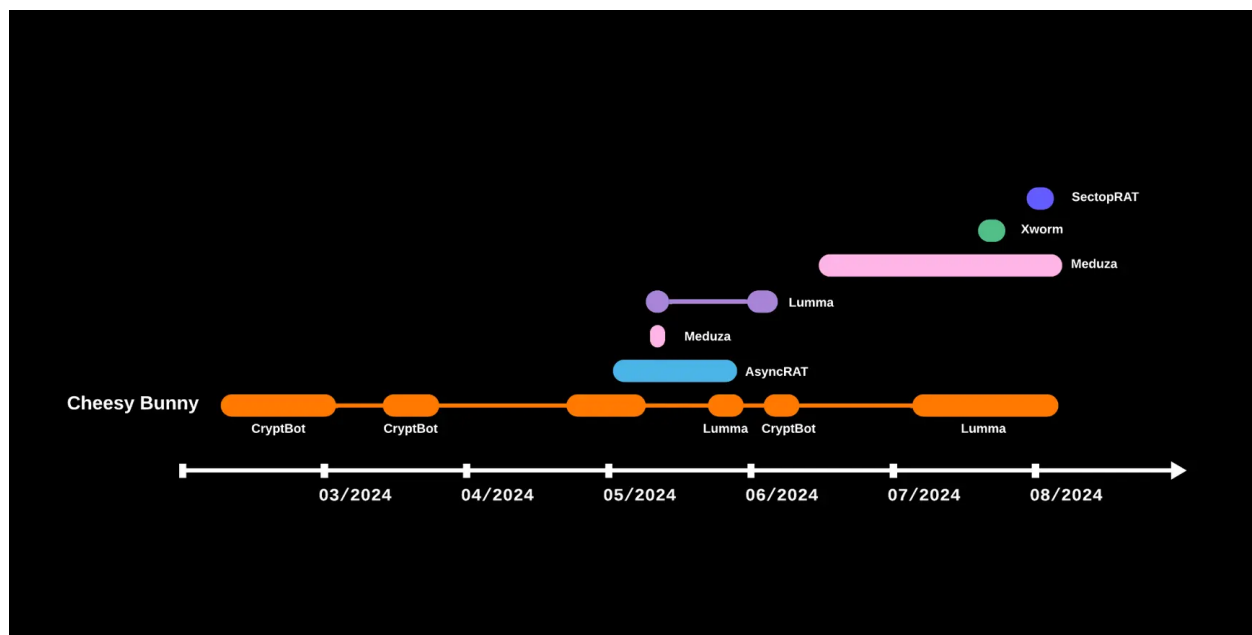 SectopRAT
Xworm
Meduza
Lumma
Meduza
AsyncRAT
Cheesy Bunny
CryptBot CryptBot Lumma CryptBot Lumma
03/2024 04/2024 05/2024 06/2024 07/2024 08/2024